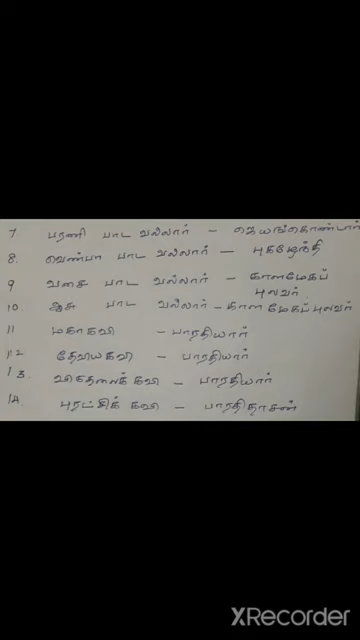 7 பரணி பாட வல்லார் - ஜெயங்கொண்டார்
8. வெண்பா பாட வல்லார் - புகழேந்தி
9 வசை பாட வல்லார் - காளமேகப்
புலவர்
10. ஆசு பாட வல்லார் - காள மேகப்புலவர்
11 மகாகவி - பாரதியார்
12 தேசியகவி - பாரதியார்
13. விடுதலைக் கவி - பாரதியார்
14. புரட்சிக் கவி - பாரதிதாசன்
XRecorder